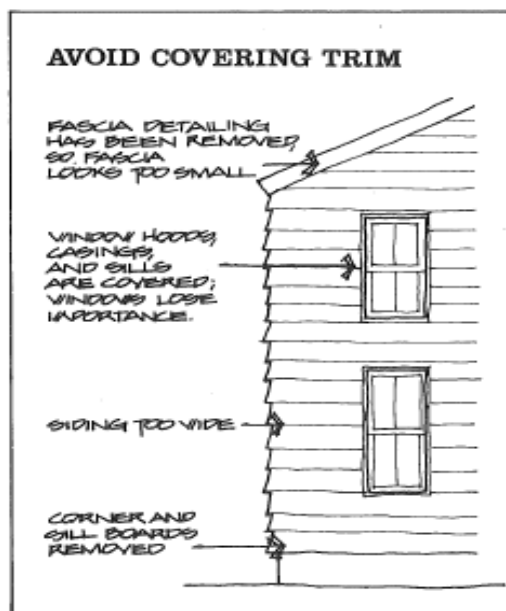 AVOID COVERING TRIM
FASCIA DETAILING
HAS BEEN REMOVED,
SO FASCIA
LOOKS TOO SMALL
WINDOW HOODS,
CASINGS,
AND SILLS
ARE COVERED;
WINDOWS LOSE
IMPORTANCE.
SIDING TOO WIDE
CORNER AND
SILL BOARDS
REMOVED